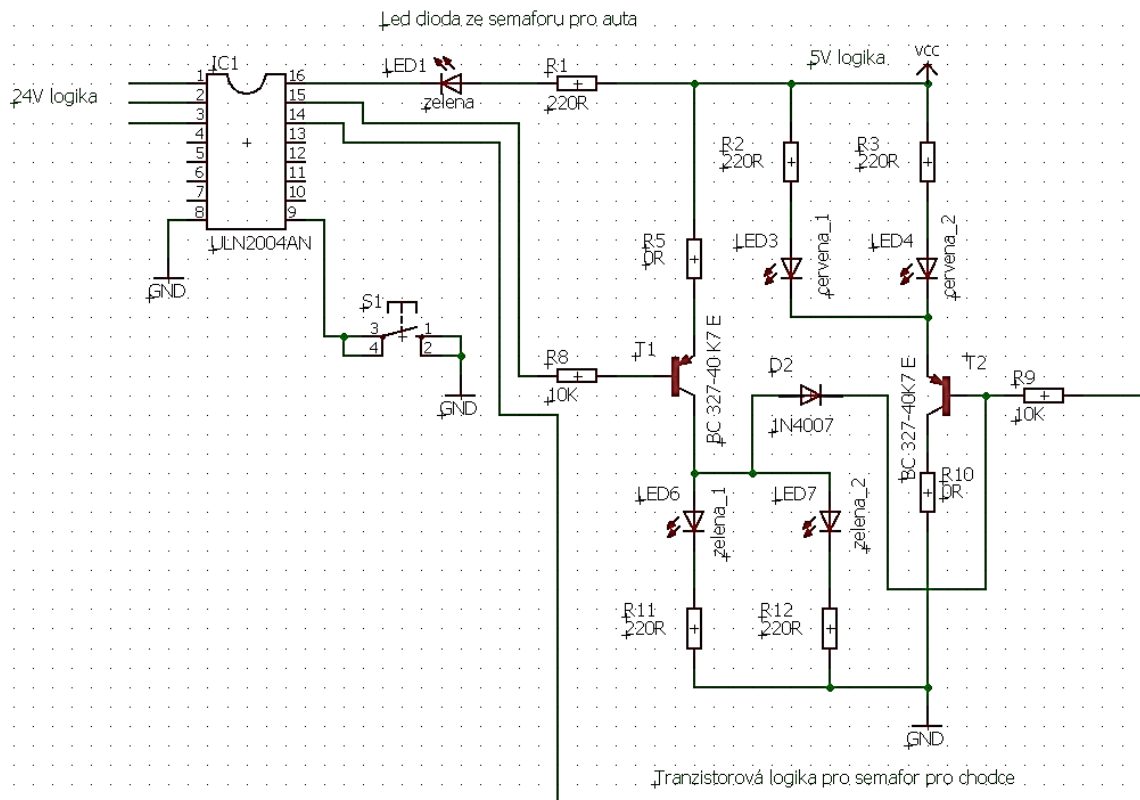 Led dioda ze semaforu pro auta
24V logika
IC1
1
2
3
4
5
6
7
8
16
15
14
13
12
11
10
9
ULN2004AN
GND
LED1
zelena
R1
220R
5V logika
VCC
R2
220R
R3
220R
R5
0R
LED3
cervena_1
LED4
cervena_2
S1
3
4
1
2
GND
R8
10K
T1
BC 327-40 K7 E
D2
1N4007
T2
BC 327-40K7 E
R9
10K
R10
0R
LED6
zelena_1
LED7
zelena_2
R11
220R
R12
220R
GND
Tranzistorová logika pro semafor pro chodce